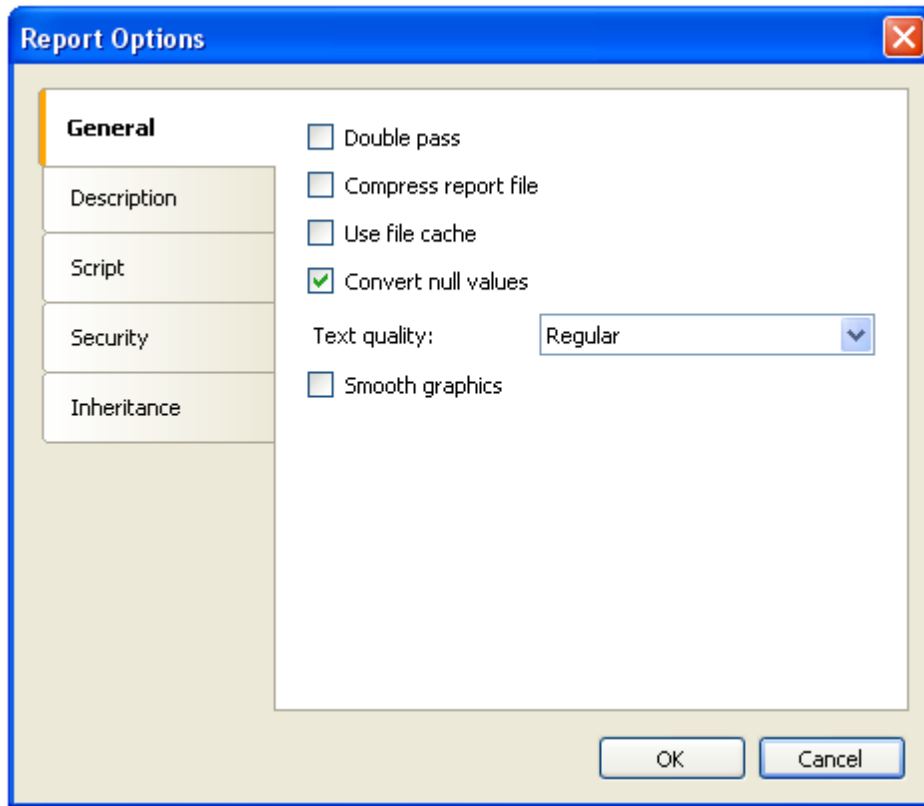 Report Options
General
Description
Script
Security
Inheritance
Double pass
Compress report file
Use file cache
Convert null values
Text quality: Regular
Smooth graphics
OK Cancel